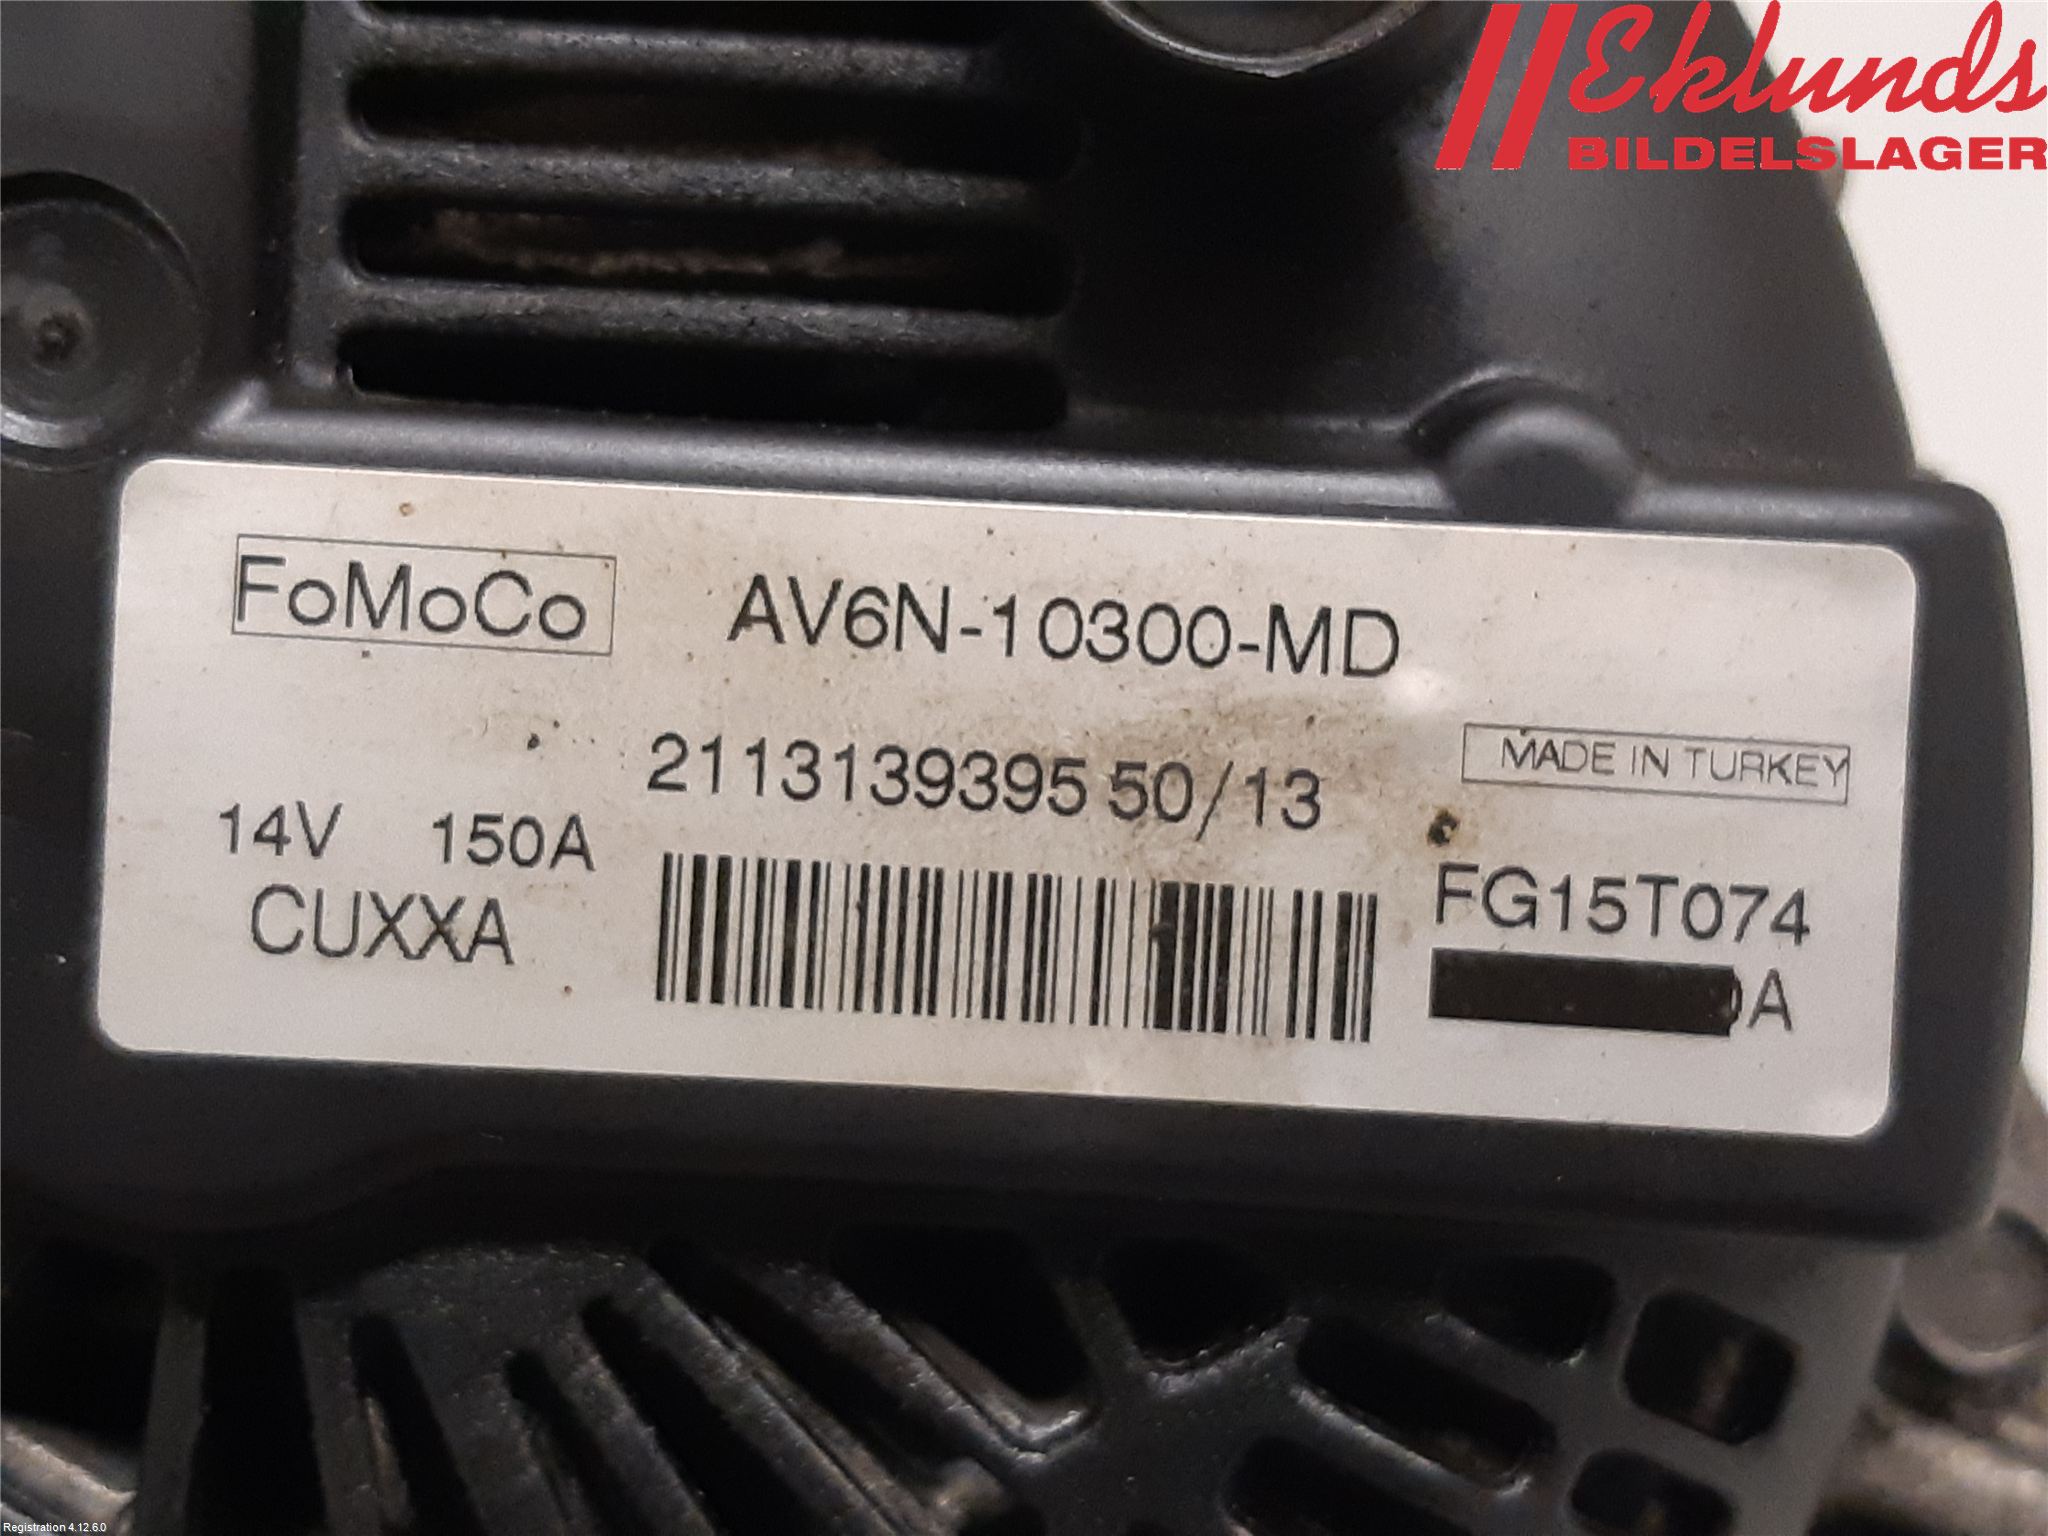 Eklunds
BILDELSLAGER
FoMoCo AV6N-10300-MD
2113139395 50/13 MADE IN TURKEY
14V 150A FG15T074
CUXXA A
Registration 4.12.6.0